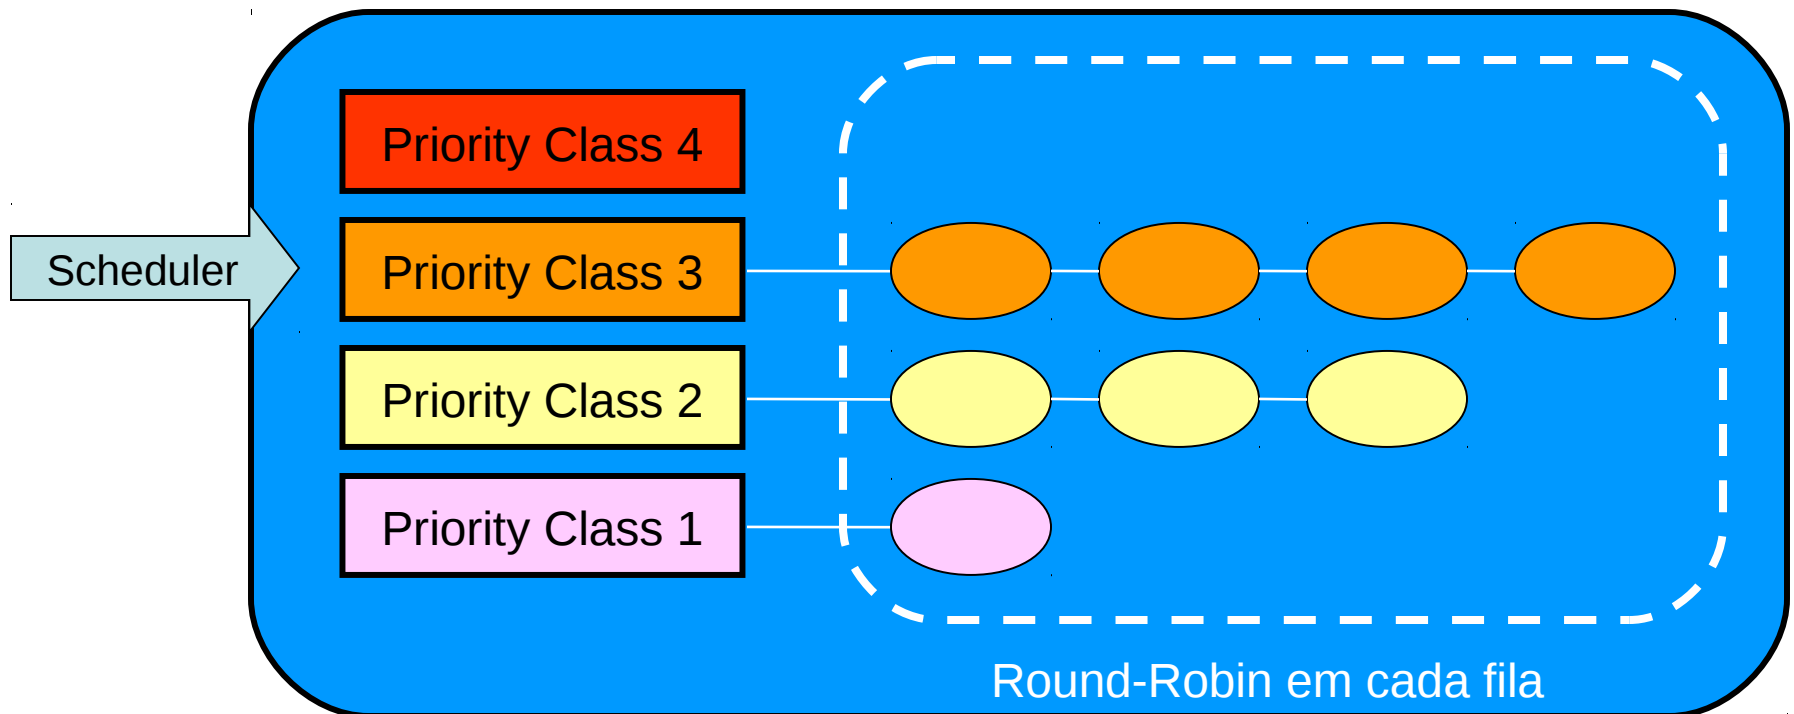 Priority Class 4
Scheduler
Priority Class 3
Priority Class 2
Priority Class 1
Round-Robin em cada fila